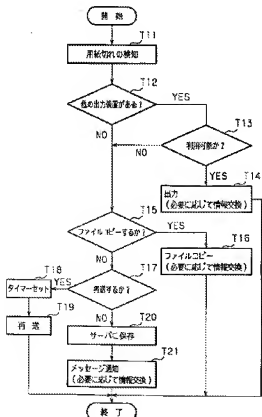 開 始
T11
用紙切れの検知
T12
他の出力装置がある?
YES
T13
NO
利用可能か?
NO
YES
T14
出力
(必要に応じて情報交換)
T15
ファイルコピーするか?
YES
T16
NO
ファイルコピー
(必要に応じて情報交換)
T18
T17
タイマーセット
YES
再送するか?
T19
NO
再 送
T20
サーバに保存
T21
メッセージ通知
(必要に応じて情報交換)
終 了